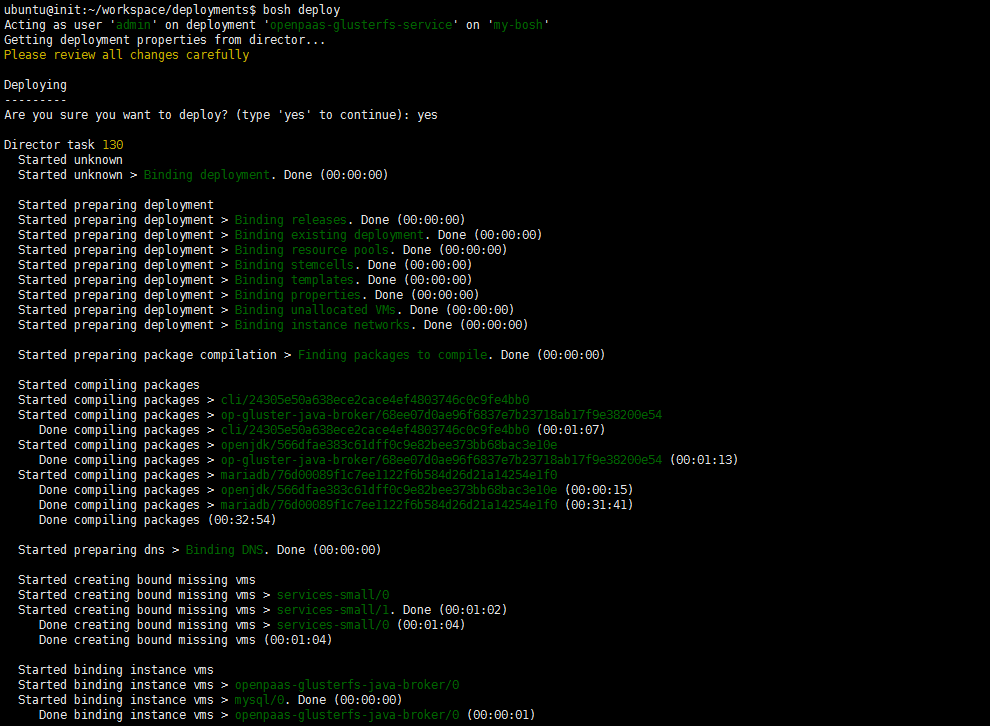 ubuntu@init:~/workspace/deployments$ bosh deploy
Acting as user 'admin' on deployment 'openpaas-glusterfs-service' on 'my-bosh'
Getting deployment properties from director...
Please review all changes carefully

Deploying
---------
Are you sure you want to deploy? (type 'yes' to continue): yes

Director task 130
  Started unknown
  Started unknown > Binding deployment. Done (00:00:00)

  Started preparing deployment
  Started preparing deployment > Binding releases. Done (00:00:00)
  Started preparing deployment > Binding existing deployment. Done (00:00:00)
  Started preparing deployment > Binding resource pools. Done (00:00:00)
  Started preparing deployment > Binding stemcells. Done (00:00:00)
  Started preparing deployment > Binding templates. Done (00:00:00)
  Started preparing deployment > Binding properties. Done (00:00:00)
  Started preparing deployment > Binding unallocated VMs. Done (00:00:00)
  Started preparing deployment > Binding instance networks. Done (00:00:00)

  Started preparing package compilation > Finding packages to compile. Done (00:00:00)

  Started compiling packages
  Started compiling packages > cli/24305e50a638ece2cace4ef4803746c0c9fe4bb0
  Started compiling packages > op-gluster-java-broker/68ee07d0ae96f6837e7b23718ab17f9e38200e54
     Done compiling packages > cli/24305e50a638ece2cace4ef4803746c0c9fe4bb0 (00:01:07)
  Started compiling packages > openjdk/566dfae383c61dff0c9e82bee373bb68bac3e10e
     Done compiling packages > op-gluster-java-broker/68ee07d0ae96f6837e7b23718ab17f9e38200e54 (00:01:13)
  Started compiling packages > mariadb/76d00089f1c7ee1122f6b584d26d21a14254e1f0
     Done compiling packages > openjdk/566dfae383c61dff0c9e82bee373bb68bac3e10e (00:00:15)
     Done compiling packages > mariadb/76d00089f1c7ee1122f6b584d26d21a14254e1f0 (00:31:41)
     Done compiling packages (00:32:54)

  Started preparing dns > Binding DNS. Done (00:00:00)

  Started creating bound missing vms
  Started creating bound missing vms > services-small/0
  Started creating bound missing vms > services-small/1. Done (00:01:02)
     Done creating bound missing vms > services-small/0 (00:01:04)
     Done creating bound missing vms (00:01:04)

  Started binding instance vms
  Started binding instance vms > openpaas-glusterfs-java-broker/0
  Started binding instance vms > mysql/0. Done (00:00:00)
     Done binding instance vms > openpaas-glusterfs-java-broker/0 (00:00:01)